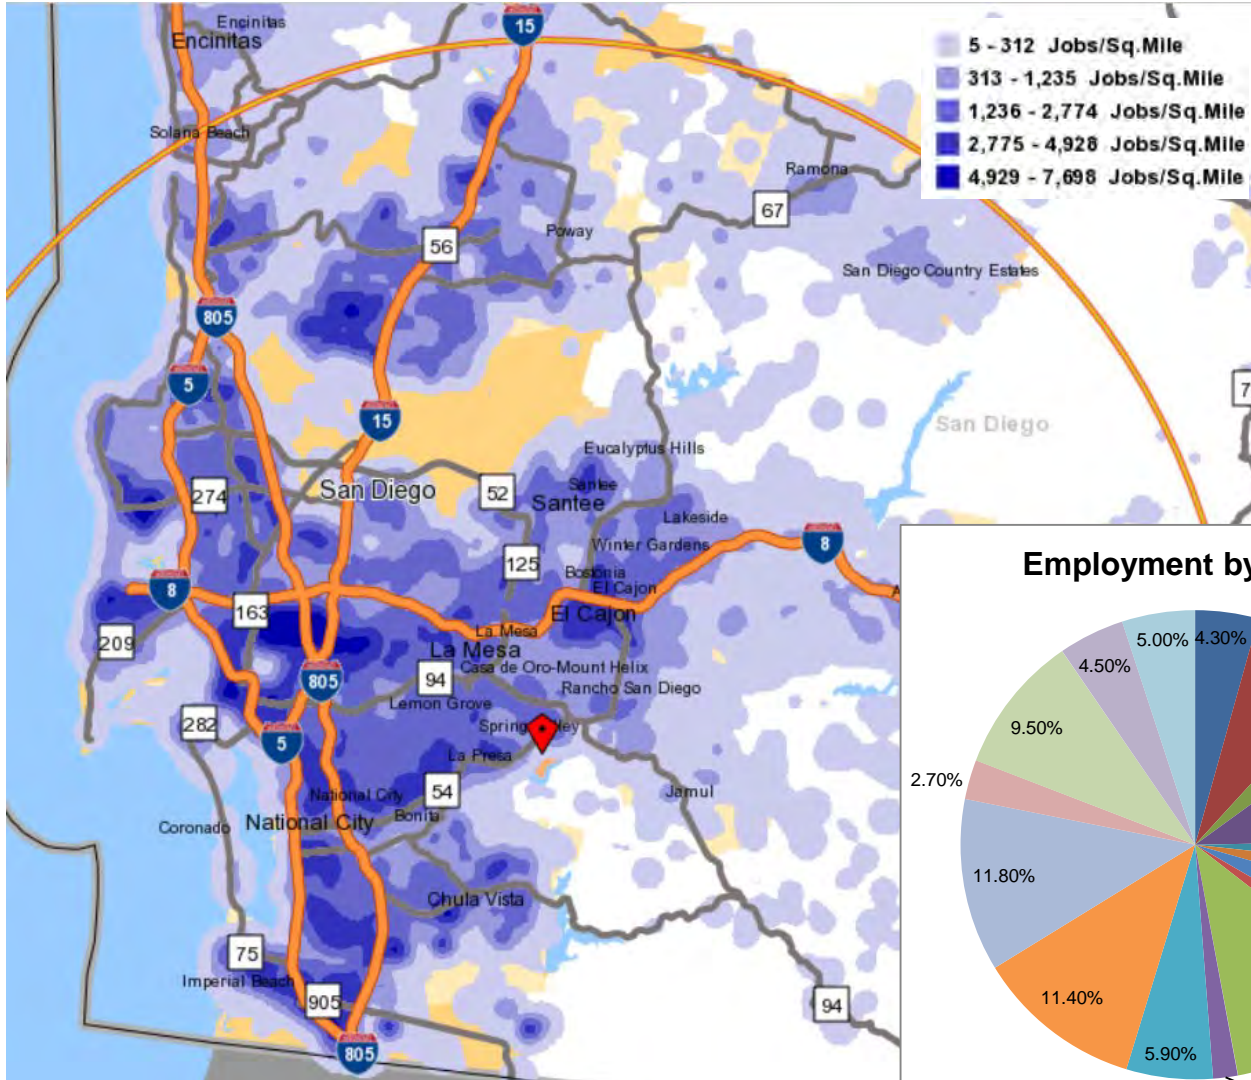 Encinitas
Encinitas
15
5 - 312 Jobs/Sq.Mile
313 - 1,235 Jobs/Sq.Mile
1,236 - 2,774 Jobs/Sq.Mile
2,775 - 4,928 Jobs/Sq.Mile
4,929 - 7,698 Jobs/Sq.Mile
Solana Beach
Ramona
67
Poway
56
San Diego Country Estates
805
5
7
15
San Diego
Eucalyptus Hills
274
San Diego
52
Santee
Santee
Lakeside
8
Winter Gardens
125
Bostonia
El Cajon
8
163
El Cajon
209
La Mesa
La Mesa
Casa de Oro-Mount Helix
805
94
Rancho San Diego
Lemon Grove
282
5
La Presa
54
National City
Jamul
National City
Bonita
Coronado
Chula Vista
75
Imperial Beach
905
94
805
Employment by
5.00%
4.30%
4.50%
9.50%
2.70%
11.80%
11.40%
5.90%